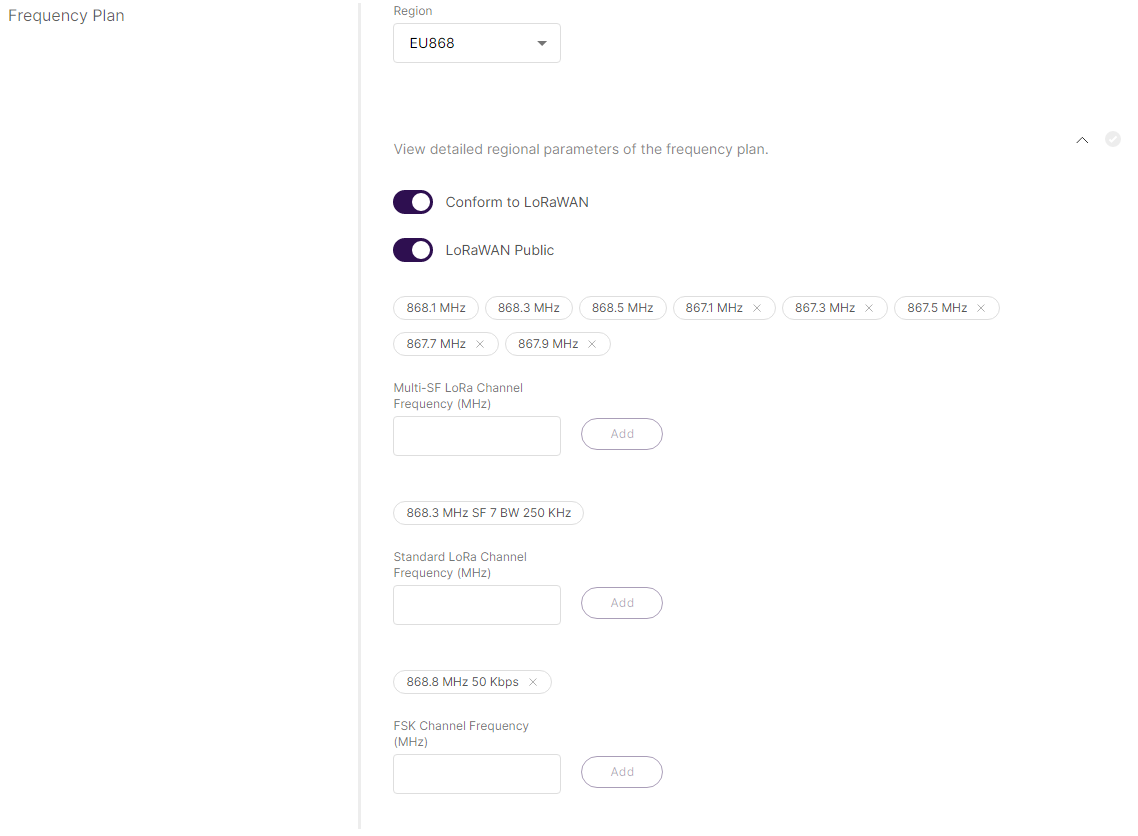 Frequency Plan
Region
EU868
View detailed regional parameters of the frequency plan.
Conform to LoRaWAN
LoRaWAN Public
868.1 MHz 868.3 MHz 868.5 MHz 867.1 MHz 867.3 MHz 867.5 MHz
867.7 MHz 867.9 MHz
Multi-SF LoRa Channel
Frequency (MHz)
Add
868.3 MHz SF 7 BW 250 KHz
Standard LoRa Channel
Frequency (MHz)
Add
868.8 MHz 50 Kbps
FSK Channel Frequency
(MHz)
Add